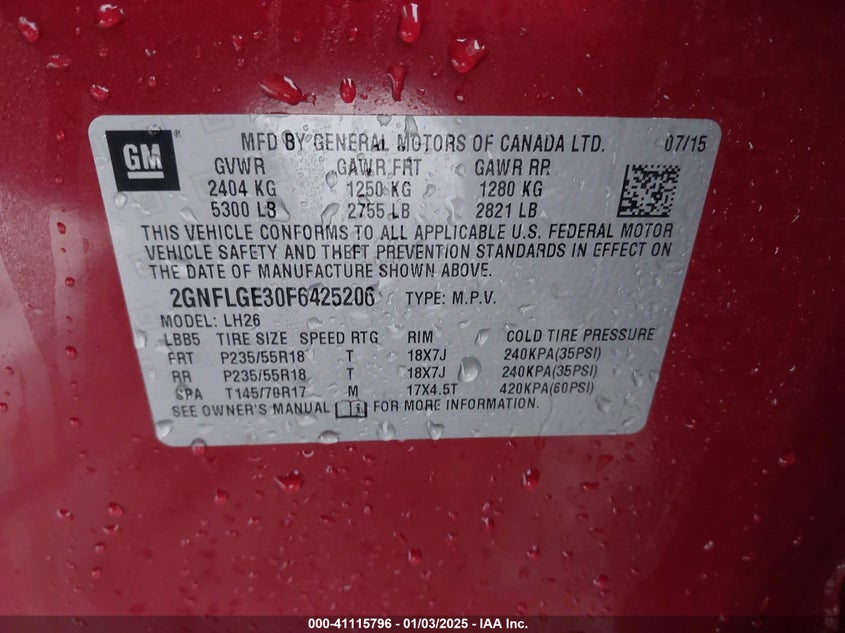 GM
MFD BY GENERAL MOTORS OF CANADA LTD. 07/15
GVWR GAWR FRT GAWR RR
2404 KG 1250 KG 1280 KG
5300 LB 2755 LB 2821 LB
THIS VEHICLE CONFORMS TO ALL APPLICABLE U.S. FEDERAL MOTOR
VEHICLE SAFETY AND THEFT PREVENTION STANDARDS IN EFFECT ON
THE DATE OF MANUFACTURE SHOWN ABOVE.
2GNFLGE30F6425206 TYPE: M.P.V.
MODEL: LH26
LBB5 TIRE SIZE SPEED RTG RIM COLD TIRE PRESSURE
FRT P235/55R18 T 18X7J 240KPA(35PSI)
RR P235/55R18 T 18X7J 240KPA(35PSI)
SPA T145/70R17 M 17X4.5T 420KPA(60PSI)
SEE OWNER'S MANUAL FOR MORE INFORMATION.
000-41115796 - 01/03/2025 - IAA Inc.